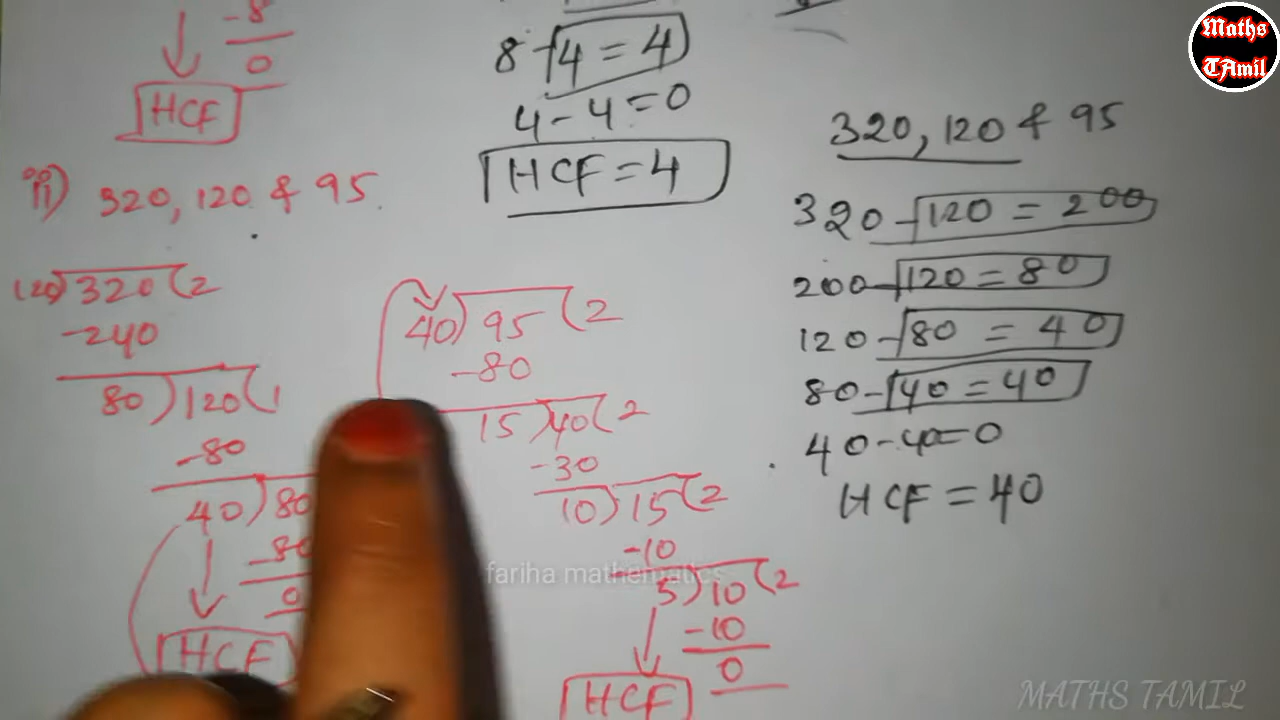 -8
0
HCF
ii) 320, 120 & 95
120)320(2
-240
80)120(1
-80
40)80
-80
0
HCF
40)95(2
-80
15)40(2
-30
10)15(2
-10
5)10(2
-10
0
HCF
8-4=4
4-4=0
HCF=4
320, 120 & 95
320-120=200
200-120=80
120-80=40
80-40=40
40-40=0
HCF=40
fariha mathematics
Maths
TAmil
MATHS TAMIL